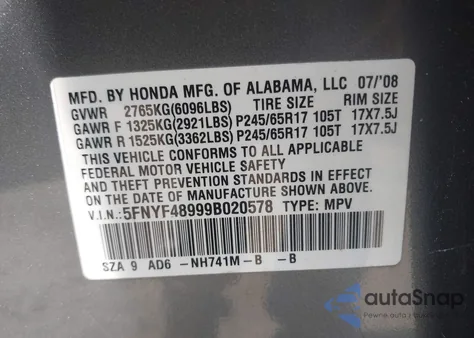 MFD. BY HONDA MFG. OF ALABAMA, LLC 07/'08
GVWR 2765KG(6096LBS) TIRE SIZE RIM SIZE
GAWR F 1325KG(2921LBS) P245/65R17 105T 17X7.5J
GAWR R 1525KG(3362LBS) P245/65R17 105T 17X7.5J
THIS VEHICLE CONFORMS TO ALL APPLICABLE
FEDERAL MOTOR VEHICLE SAFETY
AND THEFT PREVENTION STANDARDS IN EFFECT
ON THE DATE OF MANUFACTURE SHOWN ABOVE.
V.I.N.: 5FNYF48999B020578 TYPE: MPV
SZA 9 AD6 -NH741M-B -B
autoSnap